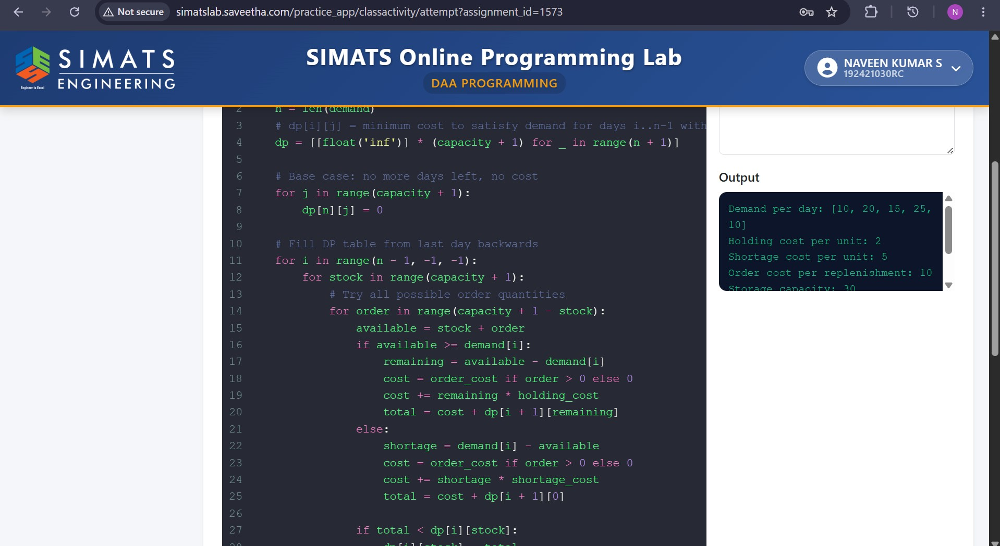 Not secure
simatslab.saveetha.com/practice_app/classactivity/attempt?assignment_id=1573
N
SIMATS
ENGINEERING
Engineer to Excel
SIMATS Online Programming Lab
DAA PROGRAMMING
NAVEEN KUMAR S
192421030RC
2 n = len(demand)
3 # dp[i][j] = minimum cost to satisfy demand for days i..n-1 with
4 dp = [[float('inf')] * (capacity + 1) for _ in range(n + 1)]
5
6 # Base case: no more days left, no cost
7 for j in range(capacity + 1):
8 dp[n][j] = 0
9
10 # Fill DP table from last day backwards
11 for i in range(n - 1, -1, -1):
12 for stock in range(capacity + 1):
13 # Try all possible order quantities
14 for order in range(capacity + 1 - stock):
15 available = stock + order
16 if available >= demand[i]:
17 remaining = available - demand[i]
18 cost = order_cost if order > 0 else 0
19 cost += remaining * holding_cost
20 total = cost + dp[i + 1][remaining]
21 else:
22 shortage = demand[i] - available
23 cost = order_cost if order > 0 else 0
24 cost += shortage * shortage_cost
25 total = cost + dp[i + 1][0]
26
27 if total < dp[i][stock]:
28 dp[i][stock] = total
Output
Demand per day: [10, 20, 15, 25,
10]
Holding cost per unit: 2
Shortage cost per unit: 5
Order cost per replenishment: 10
Storage capacity: 30